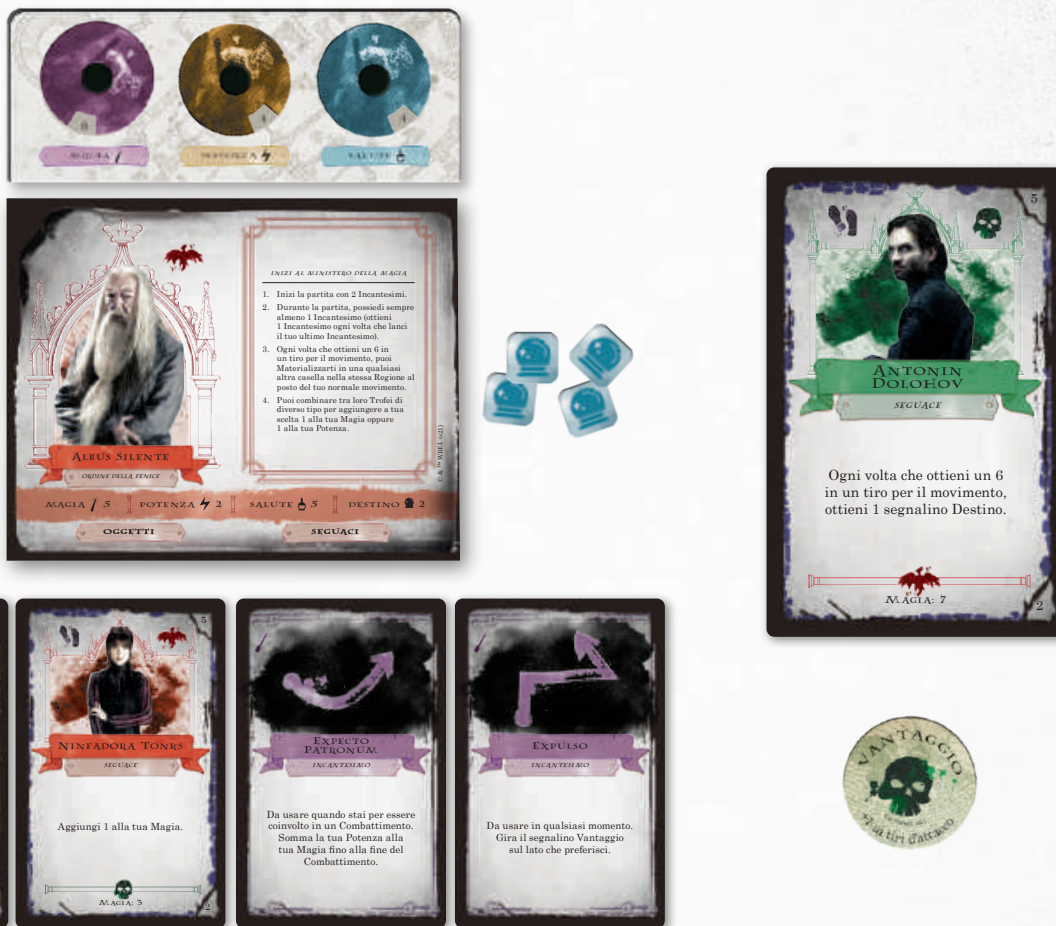 MAGIA
POTENZA
SALUTE
ALBUS SILENTE
ORDINE DELLA FENICE
INIZI AL MINISTERO DELLA MAGIA
1. Inizi la partita con 2 Incantesimi.
2. Durante la partita, possiedi sempre
almeno 1 Incantesimo (ottieni
1 Incantesimo ogni volta che lanci
il tuo ultimo Incantesimo).
3. Ogni volta che ottieni un 6 in
un tiro per il movimento, puoi
Materializzarti in una qualsiasi
altra casella nella stessa Regione al
posto del tuo normale movimento.
4. Puoi combinare tra loro Trofei di
diverso tipo per aggiungere a tua
scelta 1 alla tua Magia oppure
1 alla tua Potenza.
© & ™ WBEI. (s21)
MAGIA 5 POTENZA 2 SALUTE 5 DESTINO 2
OGGETTI SEGUACI
5
ANTONIN
DOLOHOV
SEGUACE
Ogni volta che ottieni un 6
in un tiro per il movimento,
ottieni 1 segnalino Destino.
MAGIA: 7
2
5
NINFADORA TONKS
SEGUACE
Aggiungi 1 alla tua Magia.
MAGIA: 3
2
EXPECTO
PATRONUM
INCANTESIMO
Da usare quando stai per essere
coinvolto in un Combattimento.
Somma la tua Potenza alla
tua Magia fino alla fine del
Combattimento.
EXPULSO
INCANTESIMO
Da usare in qualsiasi momento.
Gira il segnalino Vantaggio
sul lato che preferisci.
VANTAGGIO
+1 ai tiri d'attacco